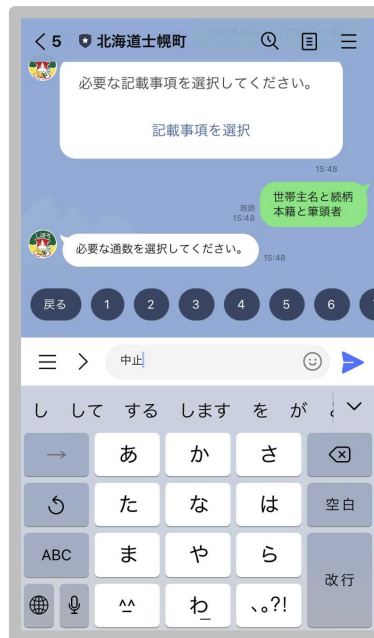 5 北海道士幌町
必要な記載事項を選択してください。
記載事項を選択
15:48
世帯主名と続柄
本籍と筆頭者
既読
15:48
必要な通数を選択してください。
15:48
戻る 1 2 3 4 5 6
中止
し して する します を が
→ あ か さ
た な は 空白
ABC ま や ら
改行
^^ わ 、。?!